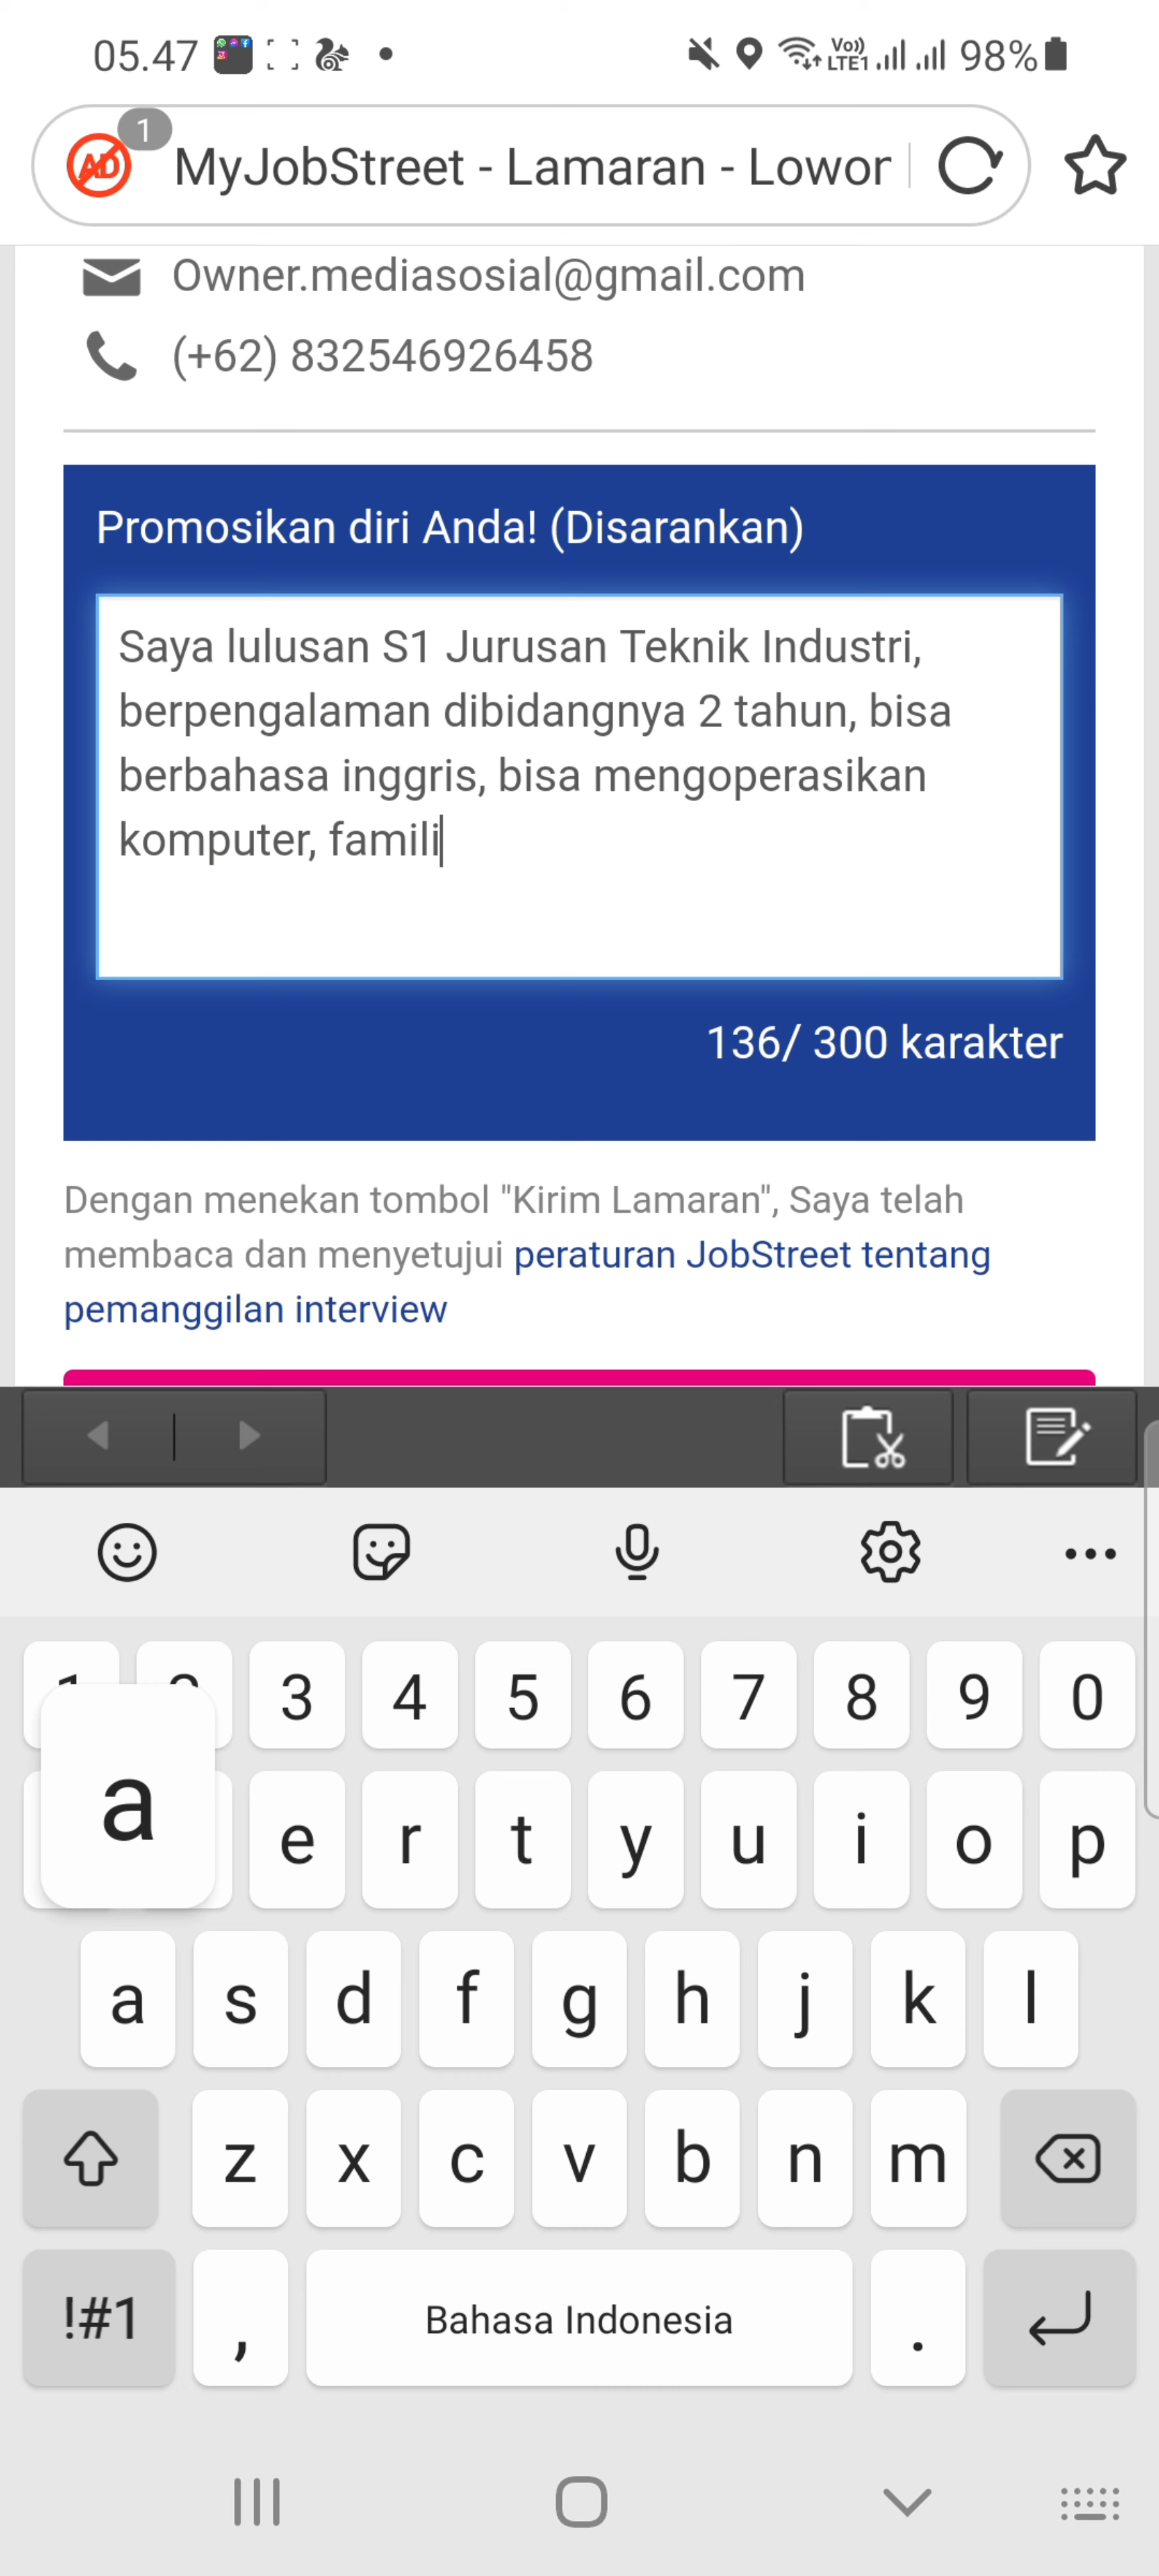 05.47
Vo)) LTE1 98%
AD 1 MyJobStreet - Lamaran - Lowor
Owner.mediasosial@gmail.com
(+62) 832546926458
Promosikan diri Anda! (Disarankan)
Saya lulusan S1 Jurusan Teknik Industri,
berpengalaman dibidangnya 2 tahun, bisa
berbahasa inggris, bisa mengoperasikan
komputer, famili
136/ 300 karakter
Dengan menekan tombol "Kirim Lamaran", Saya telah
membaca dan menyetujui peraturan JobStreet tentang
pemanggilan interview
3 4 5 6 7 8 9 0
a
e r t y u i o p
a s d f g h j k l
z x c v b n m
!#1 , Bahasa Indonesia .